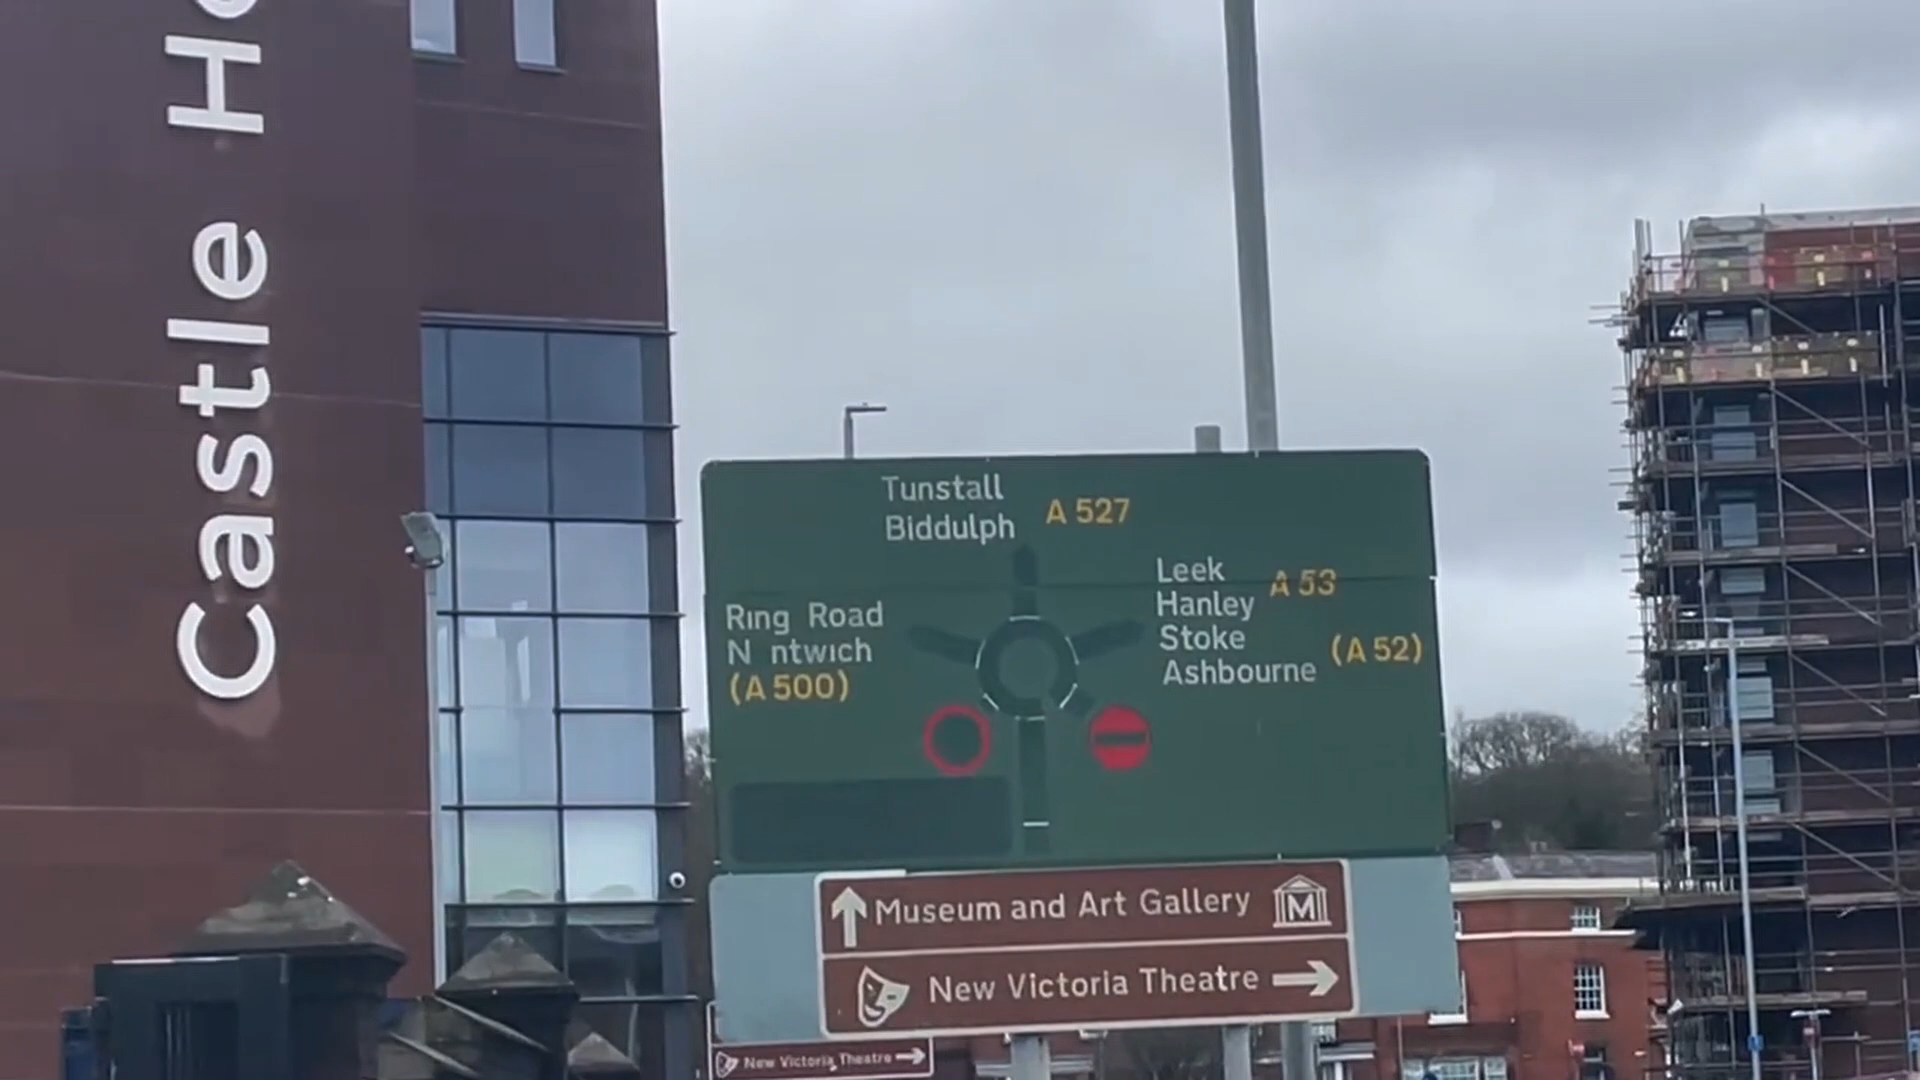 Castle Ho
Tunstall
Biddulph
A 527
Leek
Hanley
A 53
Stoke
Ashbourne
(A 52)
Ring Road
N ntwich
(A 500)
Museum and Art Gallery
M
New Victoria Theatre
New Victoria Theatre